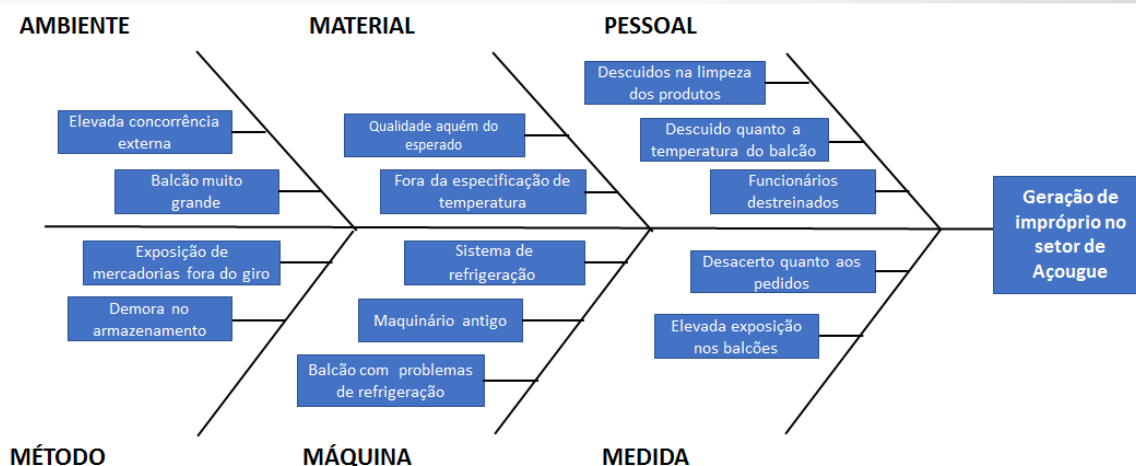 AMBIENTE
MATERIAL
PESSOAL
Elevada concorrência
externa
Balcão muito
grande
Qualidade aquém do
esperado
Fora da especificação de
temperatura
Descuidos na limpeza
dos produtos
Descuido quanto a
temperatura do balcão
Funcionários
destreinados
Geração de
impróprio no
setor de
Açougue
Exposição de
mercadorias fora do giro
Demora no
armazenamento
Sistema de
refrigeração
Maquinário antigo
Balcão com problemas
de refrigeração
Desacerto quanto aos
pedidos
Elevada exposição
nos balcões
MÉTODO
MÁQUINA
MEDIDA